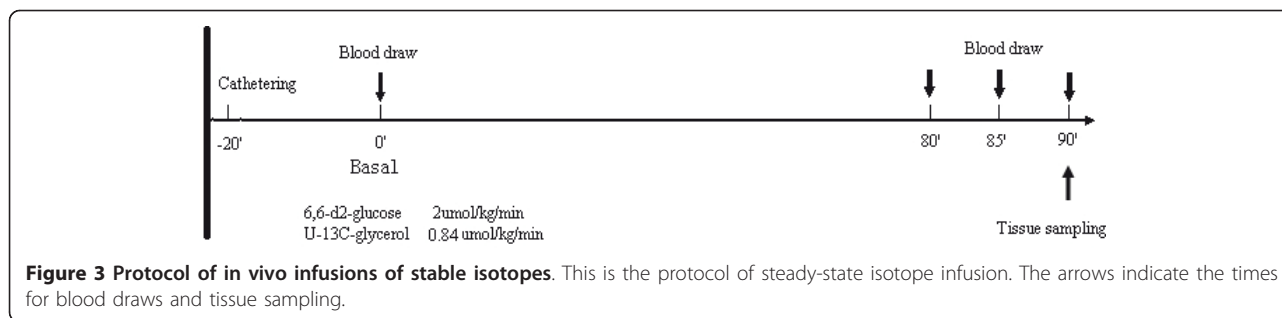 Blood draw
Blood draw
Cathetering
-20'
0'
80'
85'
90'
Basal
6,6-d2-glucose 2umol/kg/min
U-13C-glycerol 0.84 umol/kg/min
Tissue sampling
Figure 3 Protocol of in vivo infusions of stable isotopes. This is the protocol of steady-state isotope infusion. The arrows indicate the times
for blood draws and tissue sampling.